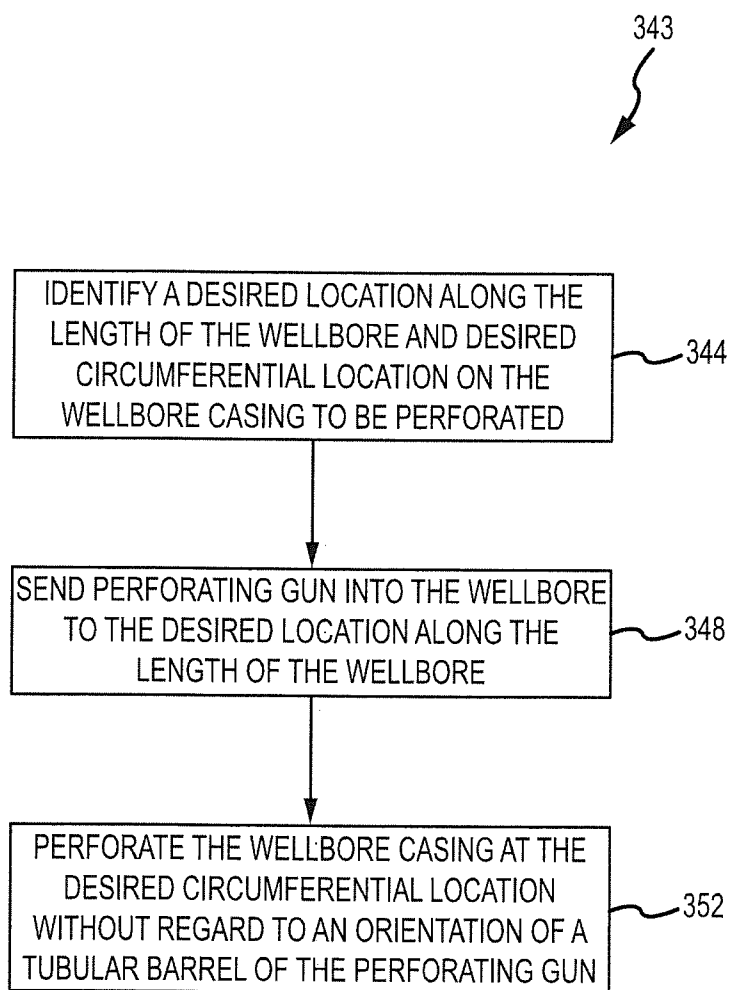 343
IDENTIFY A DESIRED LOCATION ALONG THE
LENGTH OF THE WELLBORE AND DESIRED
CIRCUMFERENTIAL LOCATION ON THE
WELLBORE CASING TO BE PERFORATED
344
SEND PERFORATING GUN INTO THE WELLBORE
TO THE DESIRED LOCATION ALONG THE
LENGTH OF THE WELLBORE
348
PERFORATE THE WELLBORE CASING AT THE
DESIRED CIRCUMFERENTIAL LOCATION
WITHOUT REGARD TO AN ORIENTATION OF A
TUBULAR BARREL OF THE PERFORATING GUN
352